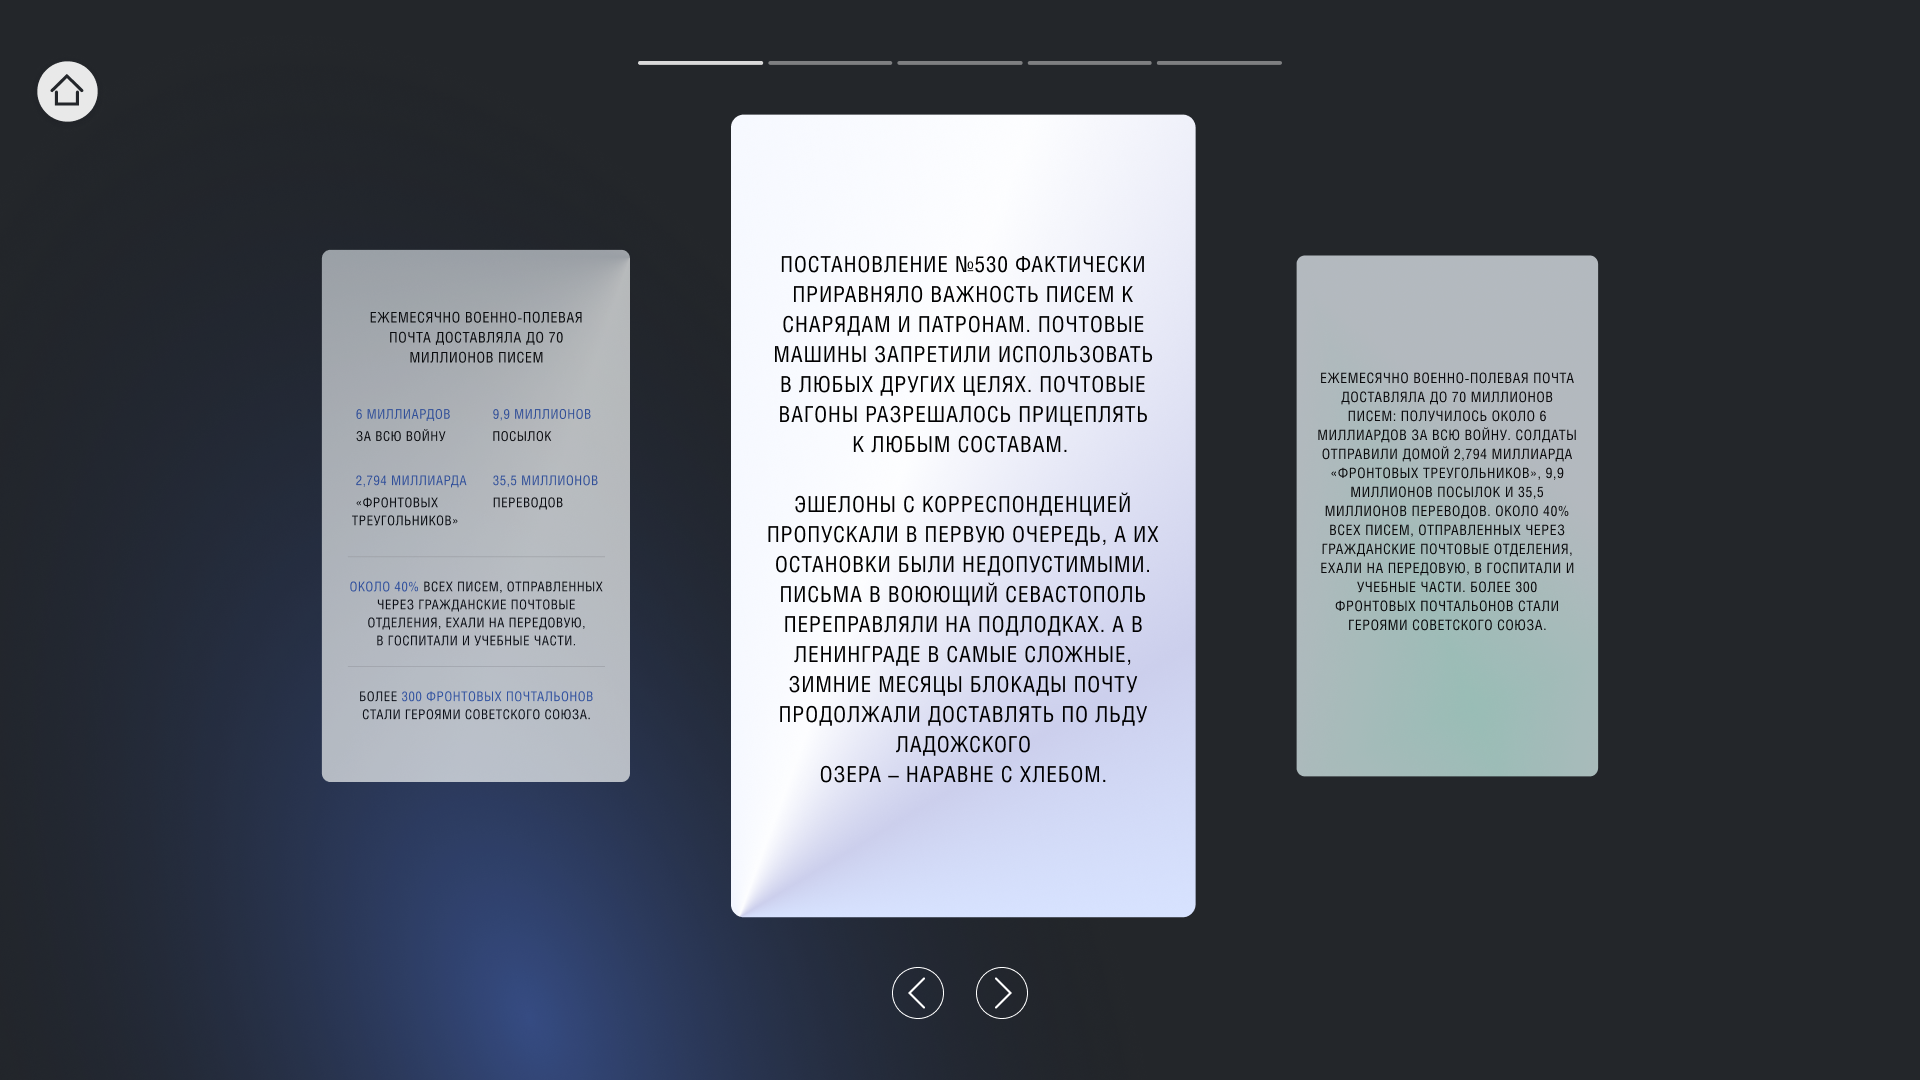 ЕЖЕМЕСЯЧНО ВОЕННО-ПОЛЕВАЯ
ПОЧТА ДОСТАВЛЯЛА ДО 70
МИЛЛИОНОВ ПИСЕМ
6 МИЛЛИАРДОВ
ЗА ВСЮ ВОЙНУ
9,9 МИЛЛИОНОВ
ПОСЫЛОК
2,794 МИЛЛИАРДА
«ФРОНТОВЫХ
ТРЕУГОЛЬНИКОВ»
35,5 МИЛЛИОНОВ
ПЕРЕВОДОВ
ОКОЛО 40% ВСЕХ ПИСЕМ, ОТПРАВЛЕННЫХ
ЧЕРЕЗ ГРАЖДАНСКИЕ ПОЧТОВЫЕ
ОТДЕЛЕНИЯ, ЕХАЛИ НА ПЕРЕДОВУЮ,
В ГОСПИТАЛИ И УЧЕБНЫЕ ЧАСТИ.
БОЛЕЕ 300 ФРОНТОВЫХ ПОЧТАЛЬОНОВ
СТАЛИ ГЕРОЯМИ СОВЕТСКОГО СОЮЗА.
ПОСТАНОВЛЕНИЕ №530 ФАКТИЧЕСКИ
ПРИРАВНЯЛО ВАЖНОСТЬ ПИСЕМ К
СНАРЯДАМ И ПАТРОНАМ. ПОЧТОВЫЕ
МАШИНЫ ЗАПРЕТИЛИ ИСПОЛЬЗОВАТЬ
В ЛЮБЫХ ДРУГИХ ЦЕЛЯХ. ПОЧТОВЫЕ
ВАГОНЫ РАЗРЕШАЛОСЬ ПРИЦЕПЛЯТЬ
К ЛЮБЫМ СОСТАВАМ.
ЭШЕЛОНЫ С КОРРЕСПОНДЕНЦИЕЙ
ПРОПУСКАЛИ В ПЕРВУЮ ОЧЕРЕДЬ, А ИХ
ОСТАНОВКИ БЫЛИ НЕДОПУСТИМЫМИ.
ПИСЬМА В ВОЮЮЩИЙ СЕВАСТОПОЛЬ
ПЕРЕПРАВЛЯЛИ НА ПОДЛОДКАХ. А В
ЛЕНИНГРАДЕ В САМЫЕ СЛОЖНЫЕ,
ЗИМНИЕ МЕСЯЦЫ БЛОКАДЫ ПОЧТУ
ПРОДОЛЖАЛИ ДОСТАВЛЯТЬ ПО ЛЬДУ
ЛАДОЖСКОГО
ОЗЕРА – НАРАВНЕ С ХЛЕБОМ.
ЕЖЕМЕСЯЧНО ВОЕННО-ПОЛЕВАЯ ПОЧТА
ДОСТАВЛЯЛА ДО 70 МИЛЛИОНОВ
ПИСЕМ: ПОЛУЧИЛОСЬ ОКОЛО 6
МИЛЛИАРДОВ ЗА ВСЮ ВОЙНУ. СОЛДАТЫ
ОТПРАВИЛИ ДОМОЙ 2,794 МИЛЛИАРДА
«ФРОНТОВЫХ ТРЕУГОЛЬНИКОВ», 9,9
МИЛЛИОНОВ ПОСЫЛОК И 35,5
МИЛЛИОНОВ ПЕРЕВОДОВ. ОКОЛО 40%
ВСЕХ ПИСЕМ, ОТПРАВЛЕННЫХ ЧЕРЕЗ
ГРАЖДАНСКИЕ ПОЧТОВЫЕ ОТДЕЛЕНИЯ,
ЕХАЛИ НА ПЕРЕДОВУЮ, В ГОСПИТАЛИ И
УЧЕБНЫЕ ЧАСТИ. БОЛЕЕ 300
ФРОНТОВЫХ ПОЧТАЛЬОНОВ СТАЛИ
ГЕРОЯМИ СОВЕТСКОГО СОЮЗА.